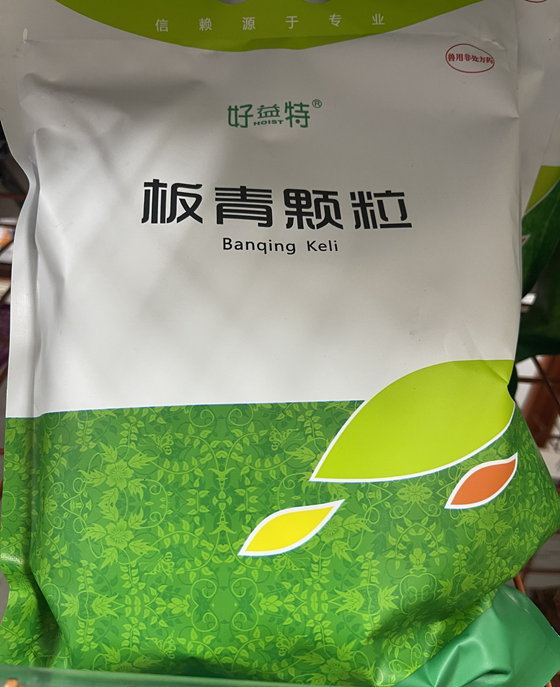 信赖源于专业
兽用非处方药
好益特®
HOIST
板青颗粒
Banqing Keli